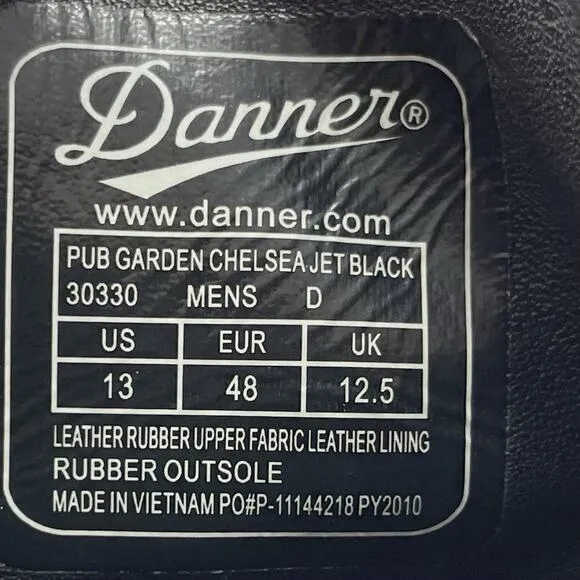 Danner®
www.danner.com
PUB GARDEN CHELSEA JET BLACK
30330 MENS D
US EUR UK
13 48 12.5
LEATHER RUBBER UPPER FABRIC LEATHER LINING
RUBBER OUTSOLE
MADE IN VIETNAM PO#P-11144218 PY2010